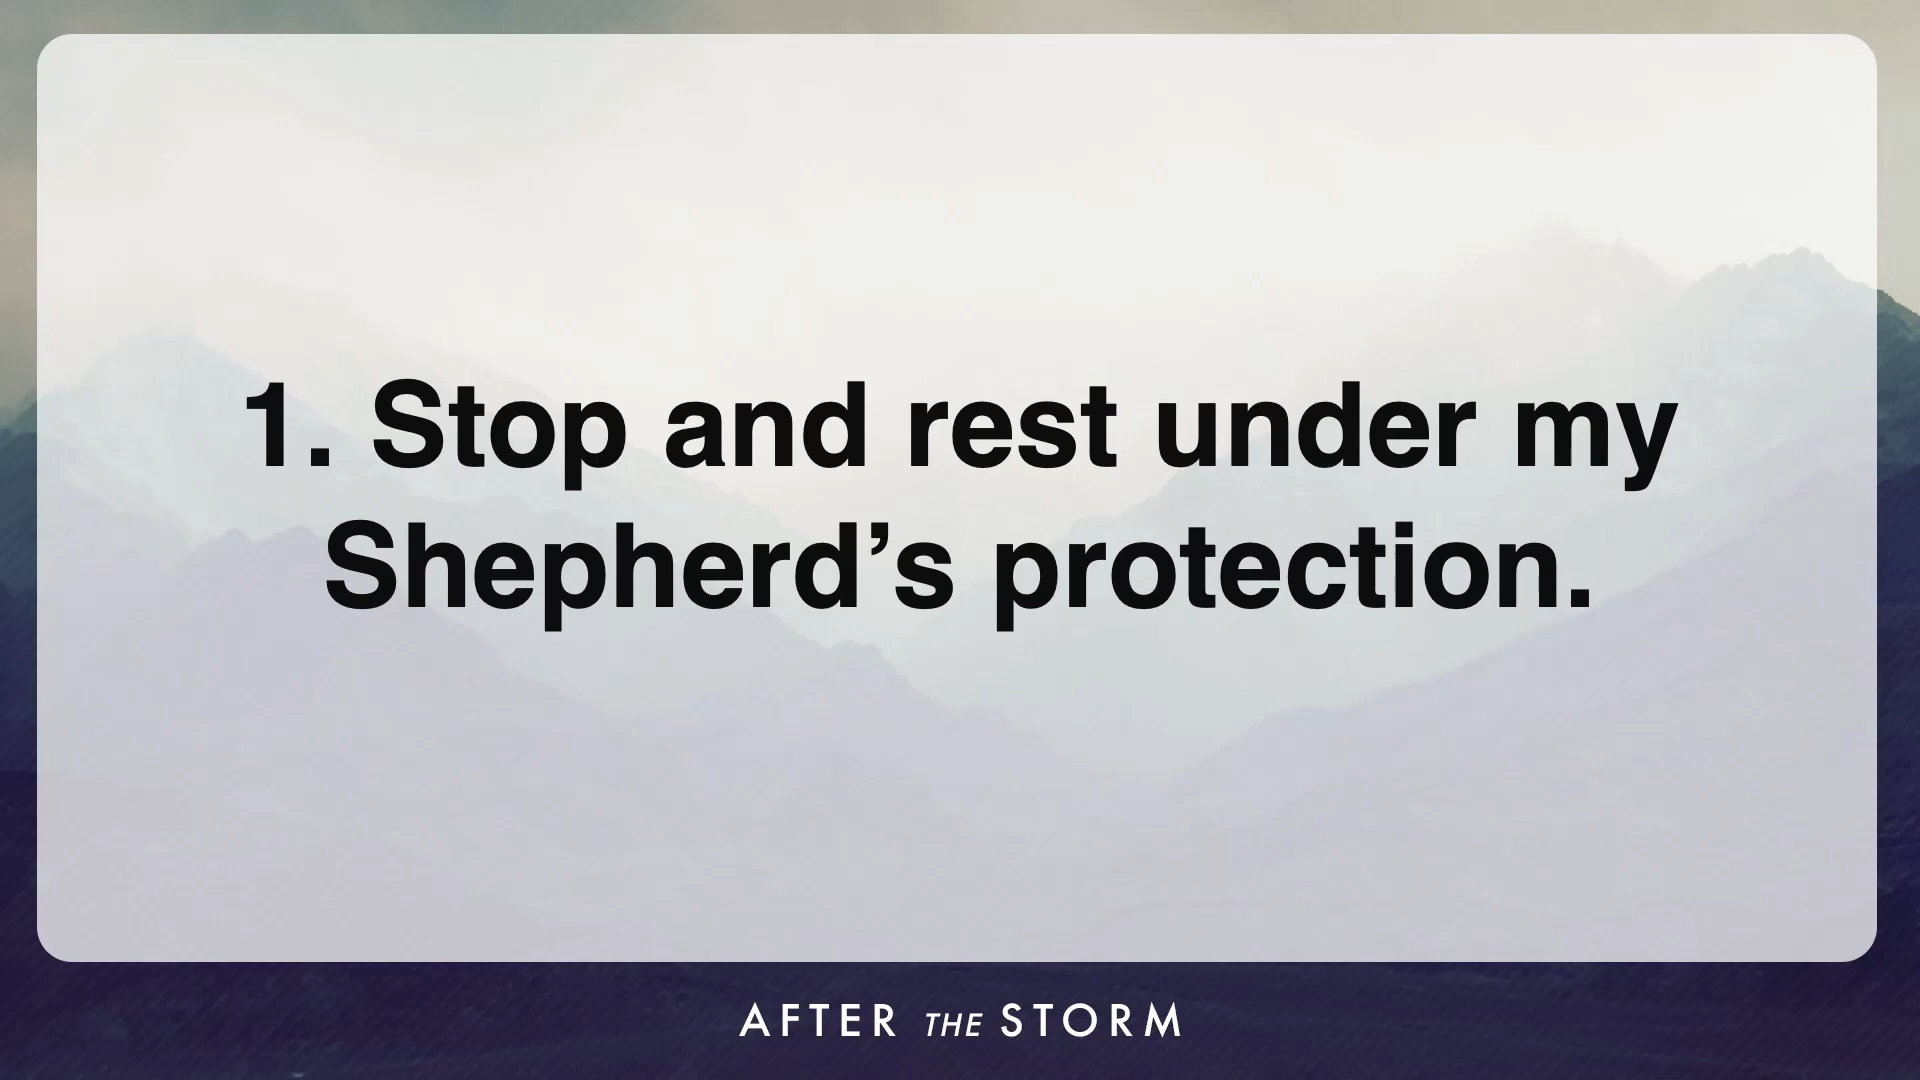 1. Stop and rest under my
Shepherd’s protection.
AFTER THE STORM